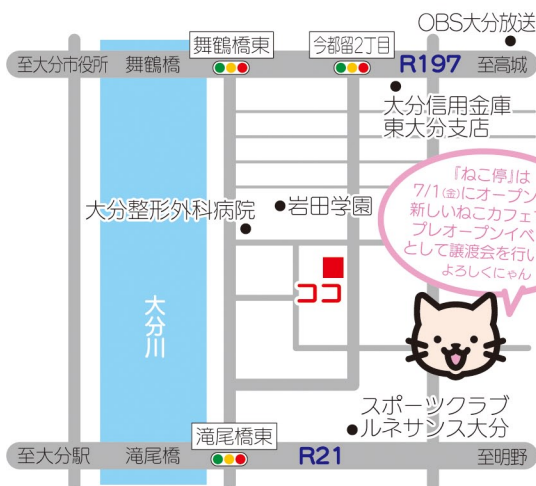 OBS大分放送
舞鶴橋東
今都留2丁目
至大分市役所
舞鶴橋
R197
至高城
大分信用金庫
東大分支店
『ねこ停』は
7/1(金)にオープン
新しいねこカフェ
プレオープンイベ
として譲渡会を行い
よろしくにゃん
大分整形外科病院
岩田学園
ココ
大分川
スポーツクラブ
ルネサンス大分
滝尾橋東
至大分駅
滝尾橋
R21
至明野